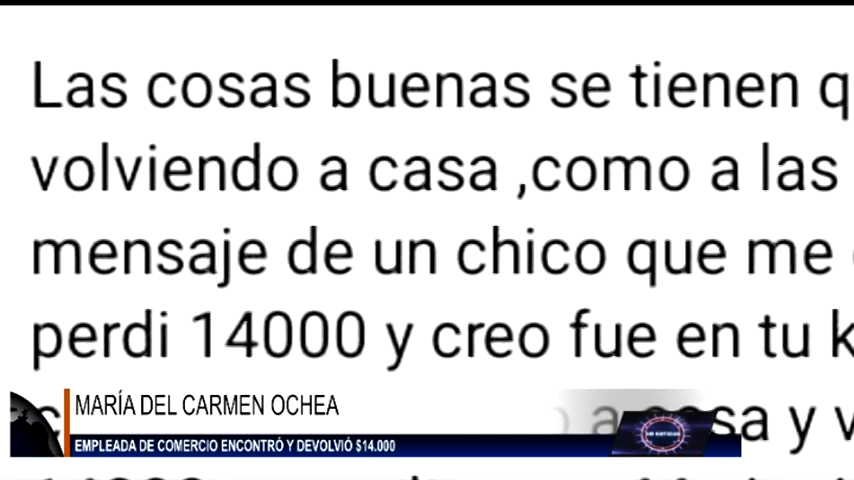 Las cosas buenas se tienen q
volviendo a casa ,como a las
mensaje de un chico que me
perdi 14000 y creo fue en tu k
MARÍA DEL CARMEN OCHEA
a sa y v
EMPLEADA DE COMERCIO ENCONTRÓ Y DEVOLVIÓ $14.000